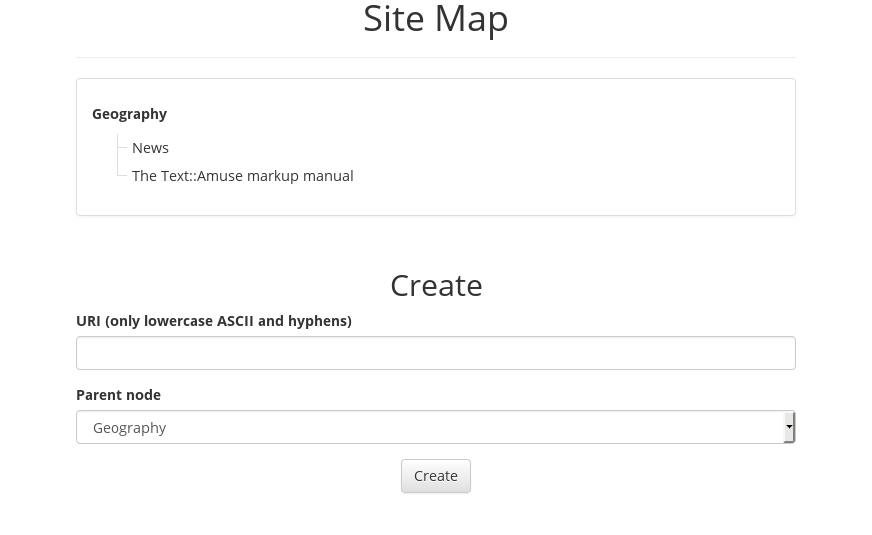 Site Map
Geography
News
The Text::Amuse markup manual
Create
URI (only lowercase ASCII and hyphens)
Parent node
Geography
Create